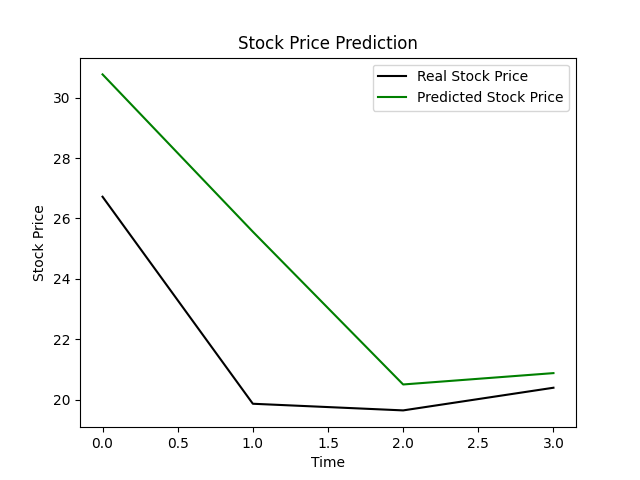 Stock Price Prediction
Real Stock Price
Predicted Stock Price
Stock Price
30
28
26
24
22
20
0.0 0.5 1.0 1.5 2.0 2.5 3.0
Time